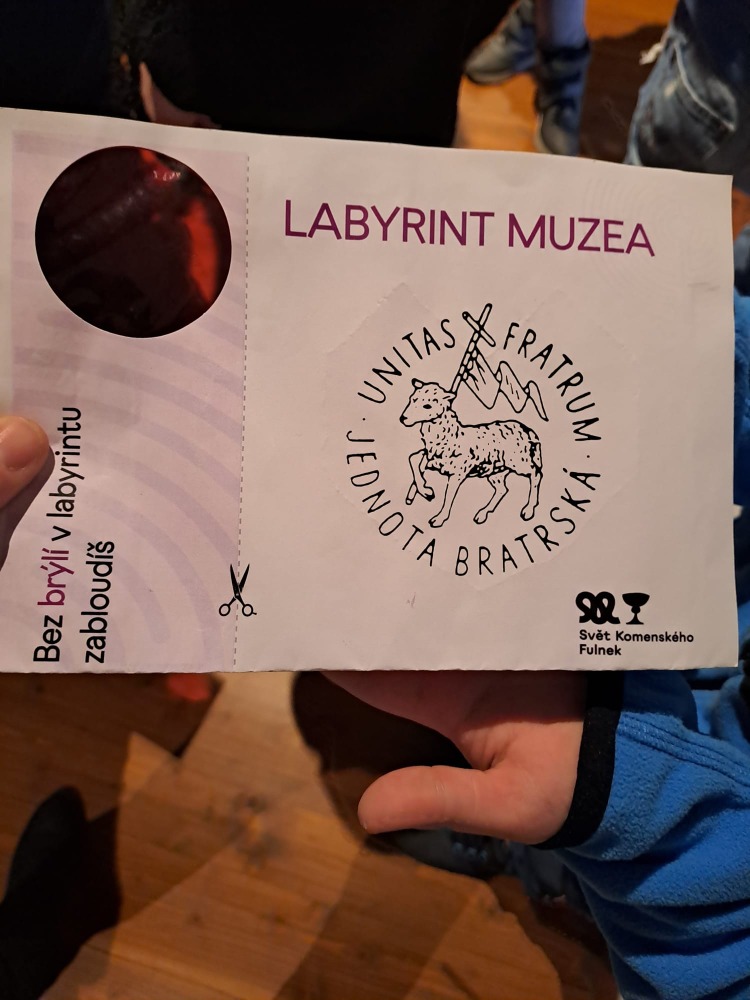 LABYRINT MUZEA
UNITAS FRATRUM
· JEDNOTA BRATRSKÁ ·
Bez brýlí v labyrintu
zabloudíš
Svět Komenského
Fulnek